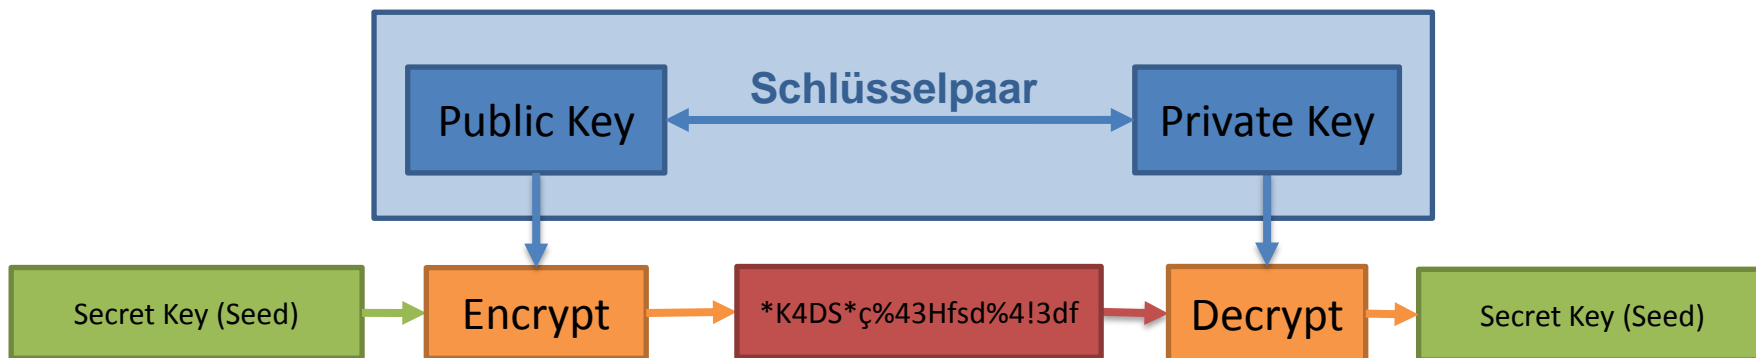 Schlüsselpaar
Public Key
Private Key
Secret Key (Seed)
Encrypt
*K4DS*ç%43Hfsd%4!3df
Decrypt
Secret Key (Seed)